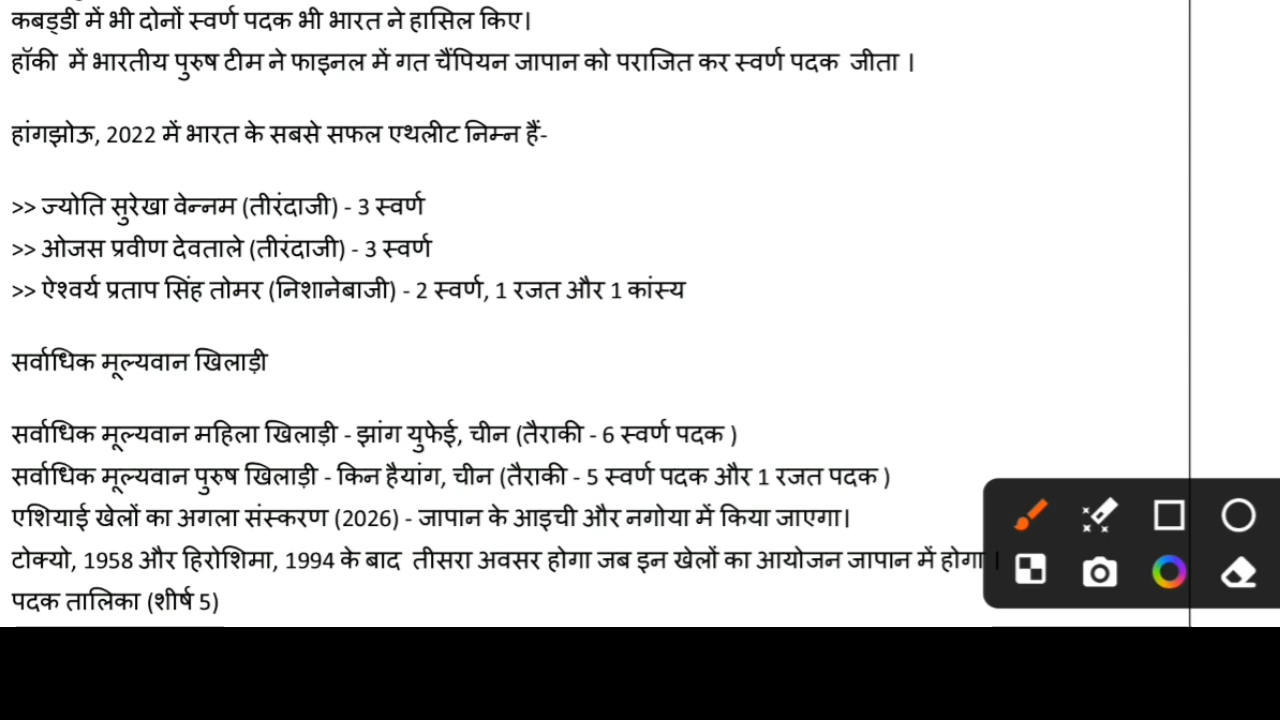 कबड्डी में भी दोनों स्वर्ण पदक भी भारत ने हासिल किए।
हॉकी में भारतीय पुरुष टीम ने फाइनल में गत चैंपियन जापान को पराजित कर स्वर्ण पदक जीता ।
हांगझोऊ, 2022 में भारत के सबसे सफल एथलीट निम्न हैं-
>> ज्योति सुरेखा वेन्नम (तीरंदाजी) - 3 स्वर्ण
>> ओजस प्रवीण देवताले (तीरंदाजी) - 3 स्वर्ण
>> ऐश्वर्य प्रताप सिंह तोमर (निशानेबाजी) - 2 स्वर्ण, 1 रजत और 1 कांस्य
सर्वाधिक मूल्यवान खिलाड़ी
सर्वाधिक मूल्यवान महिला खिलाड़ी - झांग युफेई, चीन (तैराकी - 6 स्वर्ण पदक )
सर्वाधिक मूल्यवान पुरुष खिलाड़ी - किन हैयांग, चीन (तैराकी - 5 स्वर्ण पदक और 1 रजत पदक )
एशियाई खेलों का अगला संस्करण (2026) - जापान के आइची और नगोया में किया जाएगा।
टोक्यो, 1958 और हिरोशिमा, 1994 के बाद तीसरा अवसर होगा जब इन खेलों का आयोजन जापान में होगा ।
पदक तालिका (शीर्ष 5)